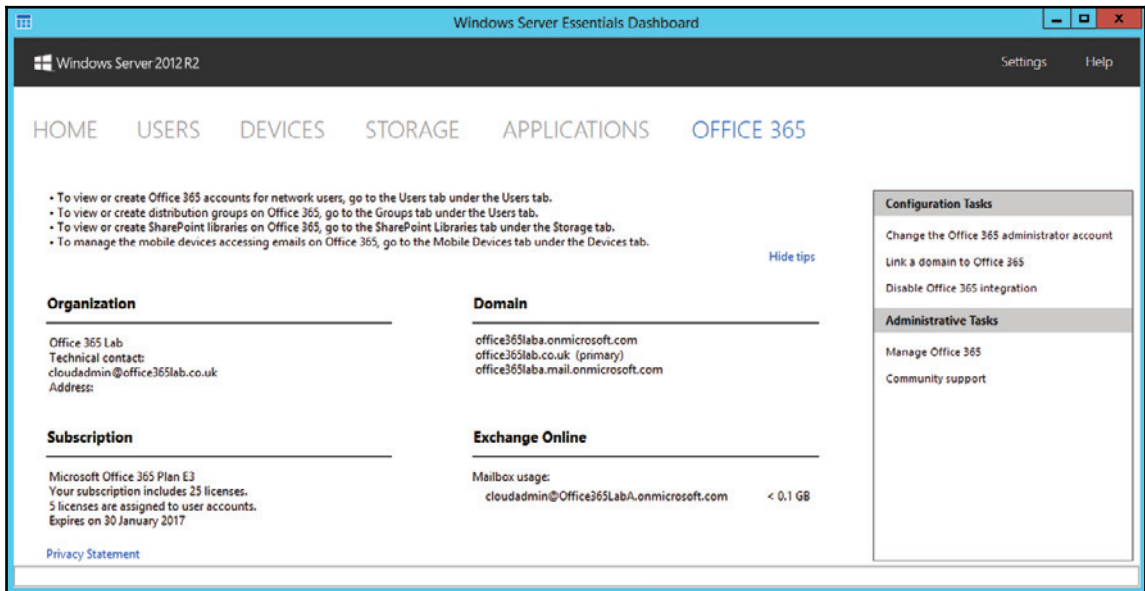 Windows Server Essentials Dashboard
Windows Server 2012 R2
Settings Help
HOME USERS DEVICES STORAGE APPLICATIONS OFFICE 365
• To view or create Office 365 accounts for network users, go to the Users tab under the Users tab.
• To view or create distribution groups on Office 365, go to the Groups tab under the Users tab.
• To view or create SharePoint libraries on Office 365, go to the SharePoint Libraries tab under the Storage tab.
• To manage the mobile devices accessing emails on Office 365, go to the Mobile Devices tab under the Devices tab.
Hide tips
Organization
Office 365 Lab
Technical contact:
cloudadmin@office365lab.co.uk
Address:
Domain
office365laba.onmicrosoft.com
office365lab.co.uk (primary)
office365laba.mail.onmicrosoft.com
Subscription
Microsoft Office 365 Plan E3
Your subscription includes 25 licenses.
5 licenses are assigned to user accounts.
Expires on 30 January 2017
Exchange Online
Mailbox usage:
cloudadmin@Office365LabA.onmicrosoft.com < 0.1 GB
Privacy Statement
Configuration Tasks
Change the Office 365 administrator account
Link a domain to Office 365
Disable Office 365 integration
Administrative Tasks
Manage Office 365
Community support